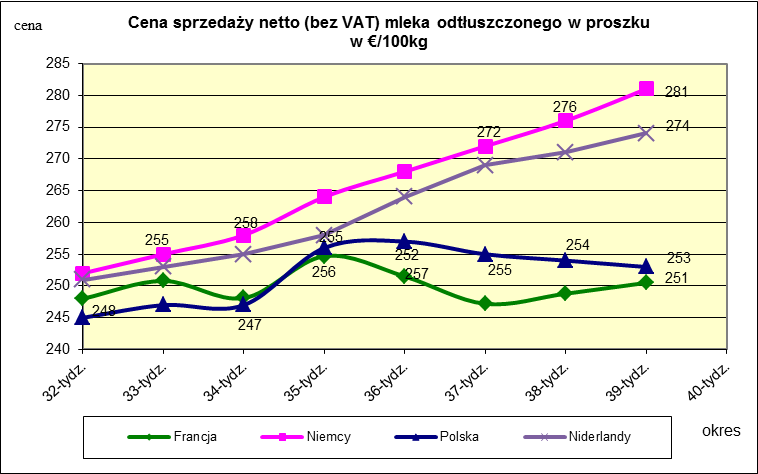 cena
Cena sprzedaży netto (bez VAT) mleka odtłuszczonego w proszku
w €/100kg
285
280
275
270
265
260
255
250
245
240
281
276
274
272
258
255
255
252
254
253
256
257
255
251
248
247
32-tydz.
33-tydz.
34-tydz.
35-tydz.
36-tydz.
37-tydz.
38-tydz.
39-tydz.
40-tydz.
okres
Francja Niemcy Polska Niderlandy